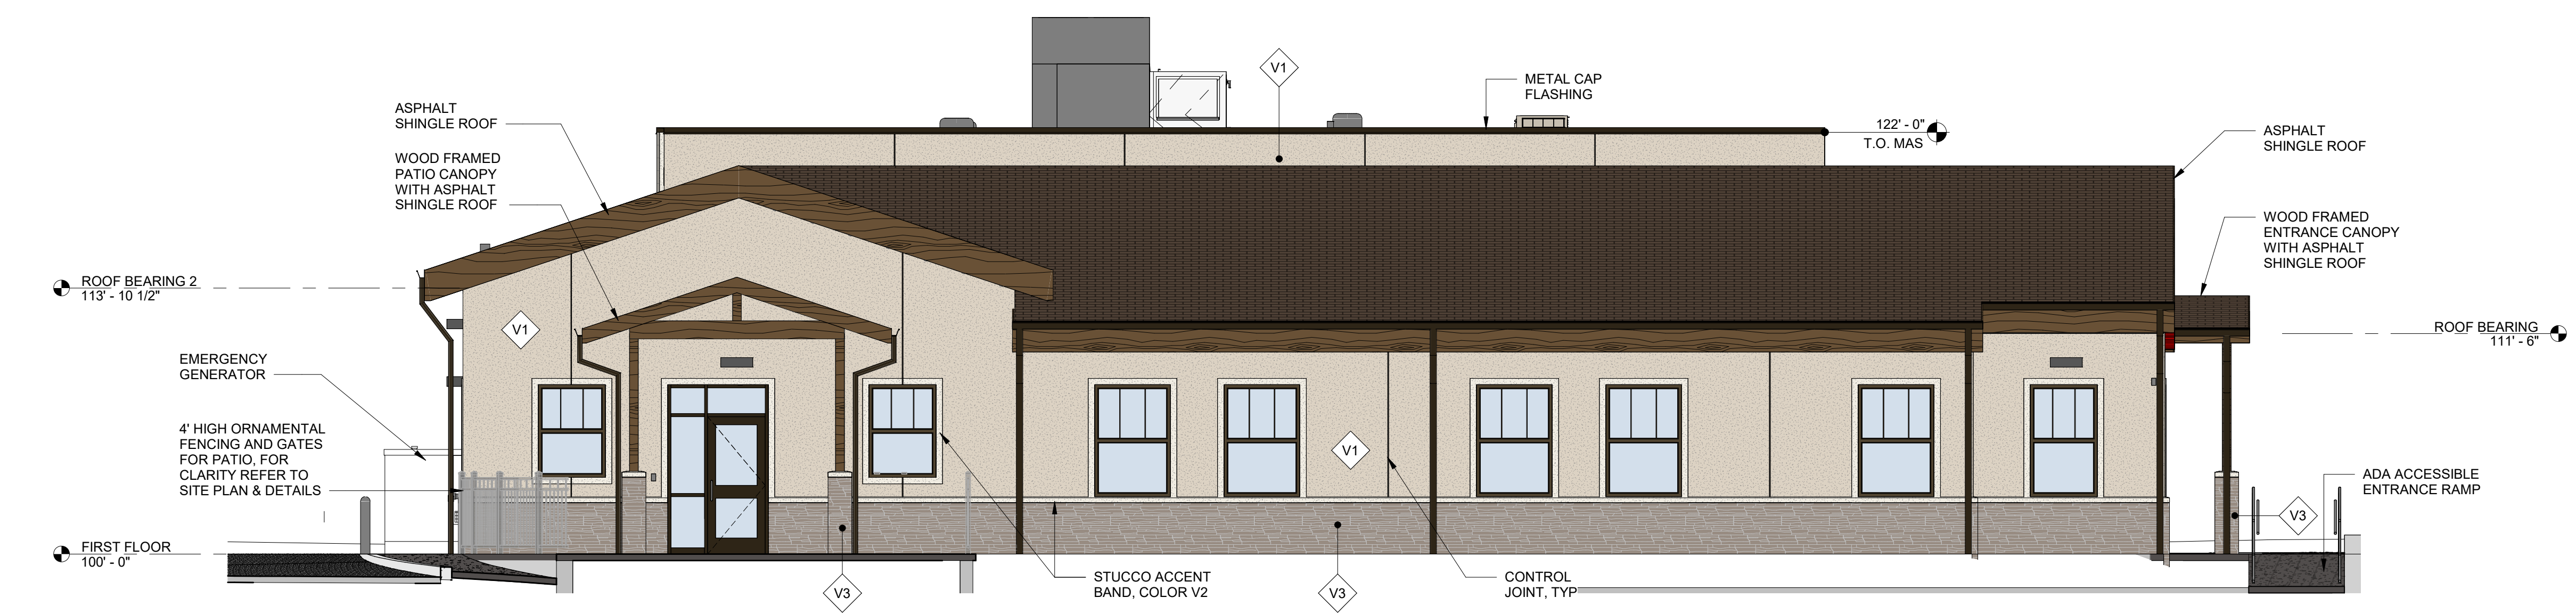 V1
METAL CAP
FLASHING
ASPHALT
SHINGLE ROOF
122' - 0"
T.O. MAS
ASPHALT
SHINGLE ROOF
WOOD FRAMED
PATIO CANOPY
WITH ASPHALT
SHINGLE ROOF
WOOD FRAMED
ENTRANCE CANOPY
WITH ASPHALT
SHINGLE ROOF
ROOF BEARING 2
113' - 10 1/2"
V1
ROOF BEARING
111' - 6"
EMERGENCY
GENERATOR
4' HIGH ORNAMENTAL
FENCING AND GATES
FOR PATIO, FOR
CLARITY REFER TO
SITE PLAN & DETAILS
V1
ADA ACCESSIBLE
ENTRANCE RAMP
V3
FIRST FLOOR
100' - 0"
V3
STUCCO ACCENT
BAND, COLOR V2
V3
CONTROL
JOINT, TYP